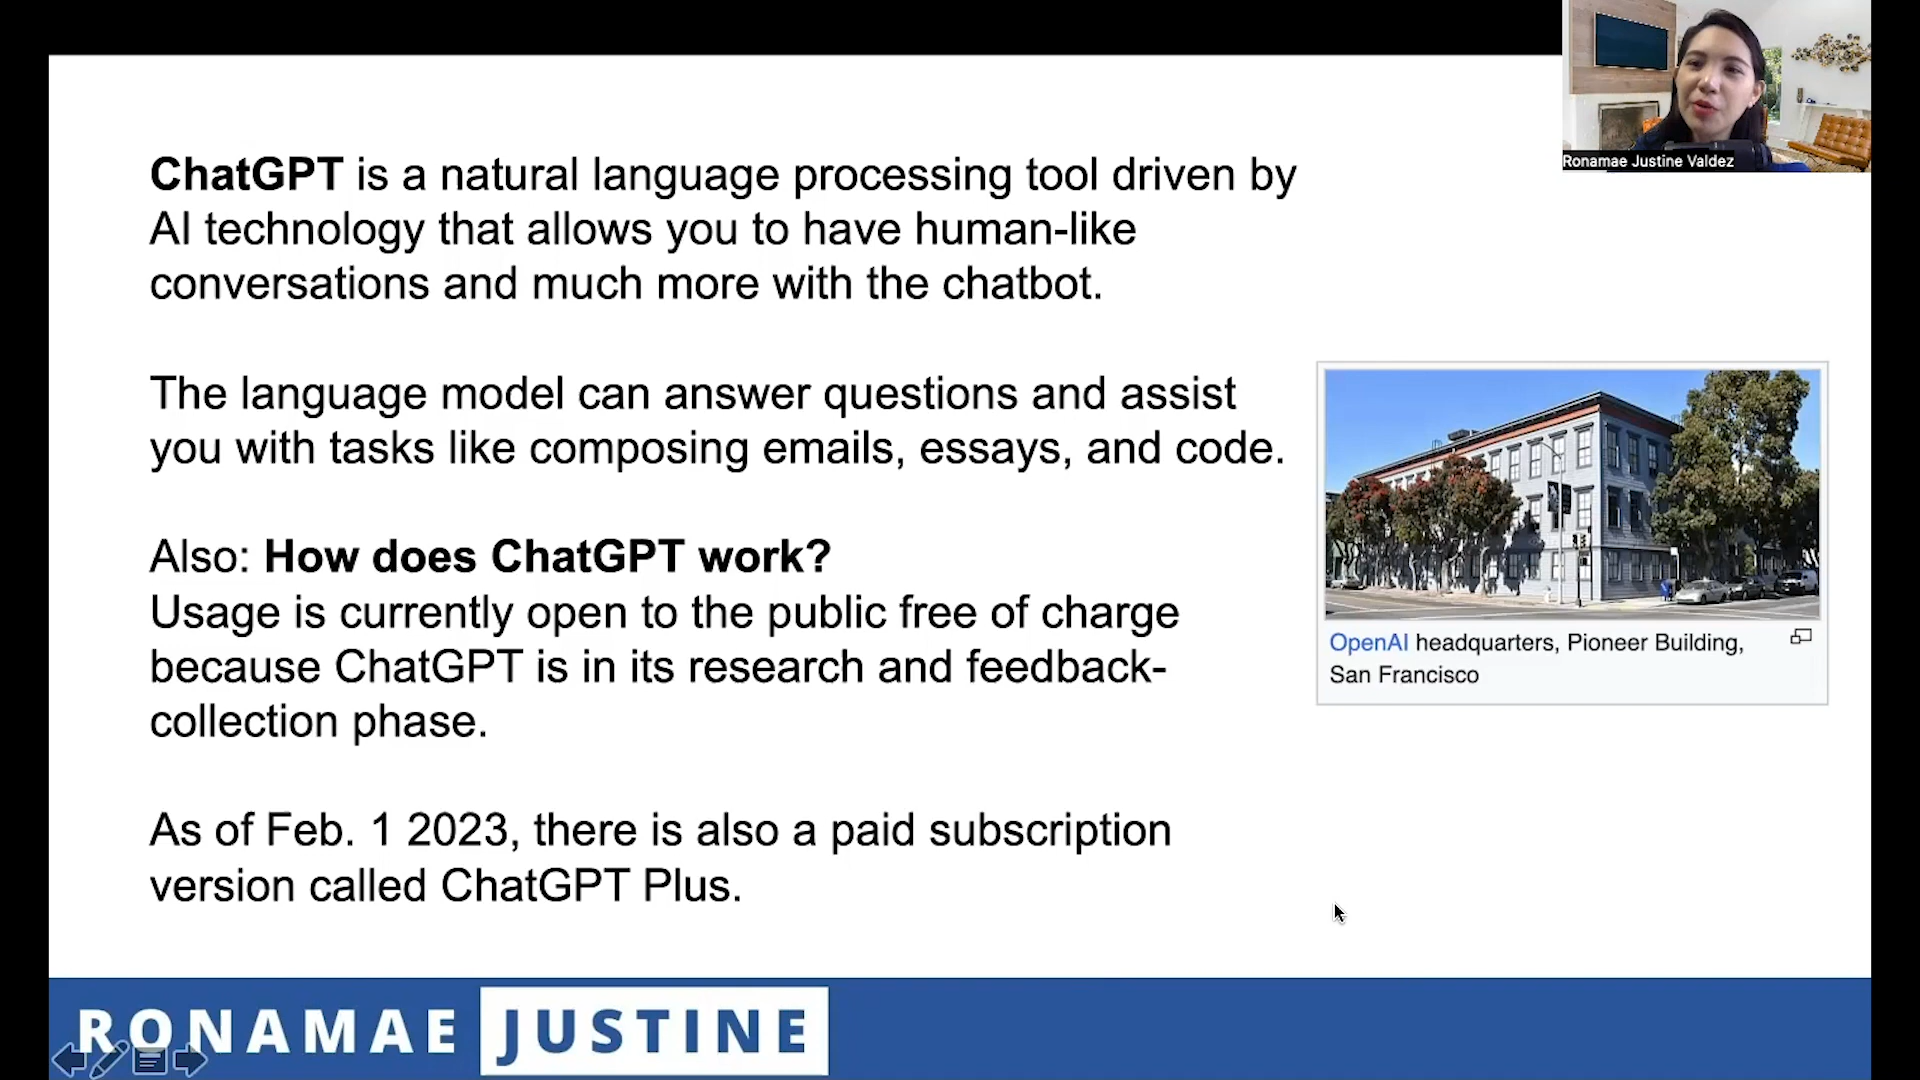 Ronamae Justine Valdez
ChatGPT is a natural language processing tool driven by
AI technology that allows you to have human-like
conversations and much more with the chatbot.
The language model can answer questions and assist
you with tasks like composing emails, essays, and code.
Also: How does ChatGPT work?
Usage is currently open to the public free of charge
because ChatGPT is in its research and feedback-
collection phase.
As of Feb. 1 2023, there is also a paid subscription
version called ChatGPT Plus.
OpenAI headquarters, Pioneer Building,
San Francisco
RONAMAE JUSTINE